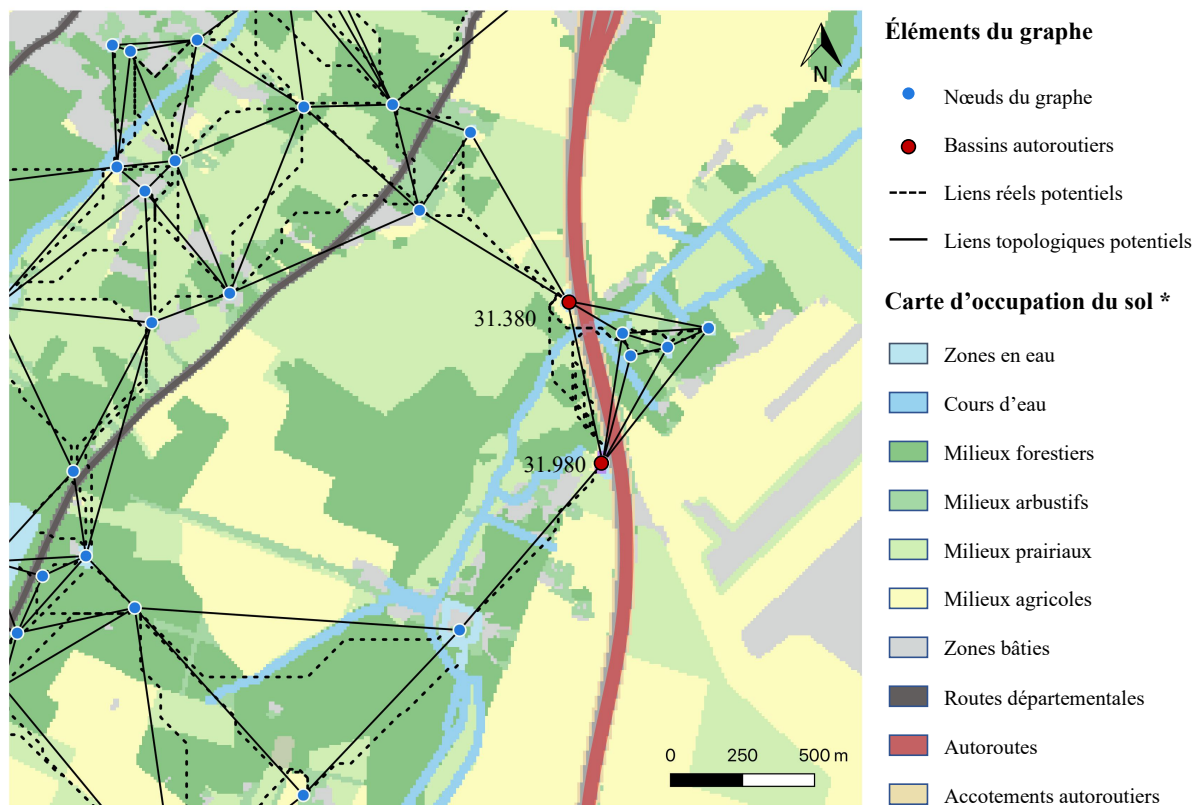 N
31.380
31.980
0 250 500 m
Éléments du graphe
Nœuds du graphe
Bassins autoroutiers
Liens réels potentiels
Liens topologiques potentiels
Carte d’occupation du sol *
Zones en eau
Cours d’eau
Milieux forestiers
Milieux arbustifs
Milieux prairiaux
Milieux agricoles
Zones bâties
Routes départementales
Autoroutes
Accotements autoroutiers